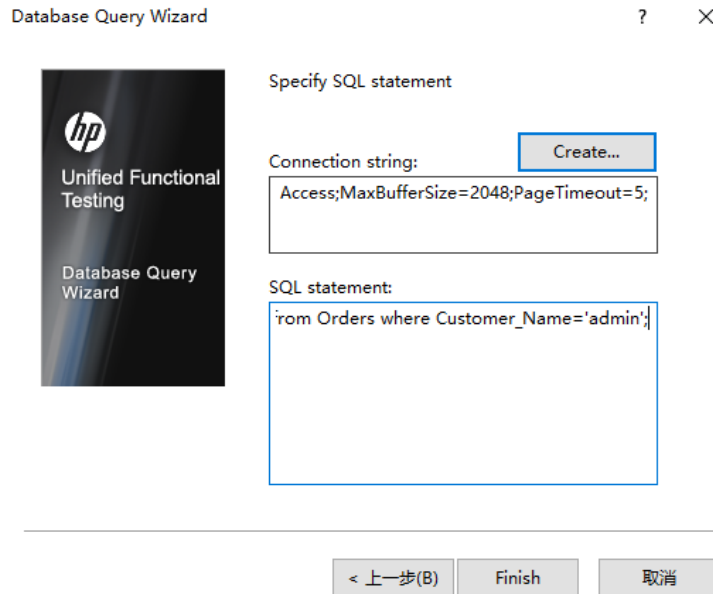 Database Query Wizard
?
Specify SQL statement
hp
Unified Functional
Testing
Database Query
Wizard
Connection string:
Create...
Access;MaxBufferSize=2048;PageTimeout=5;
SQL statement:
from Orders where Customer_Name='admin';
< 上一步(B)
Finish
取消